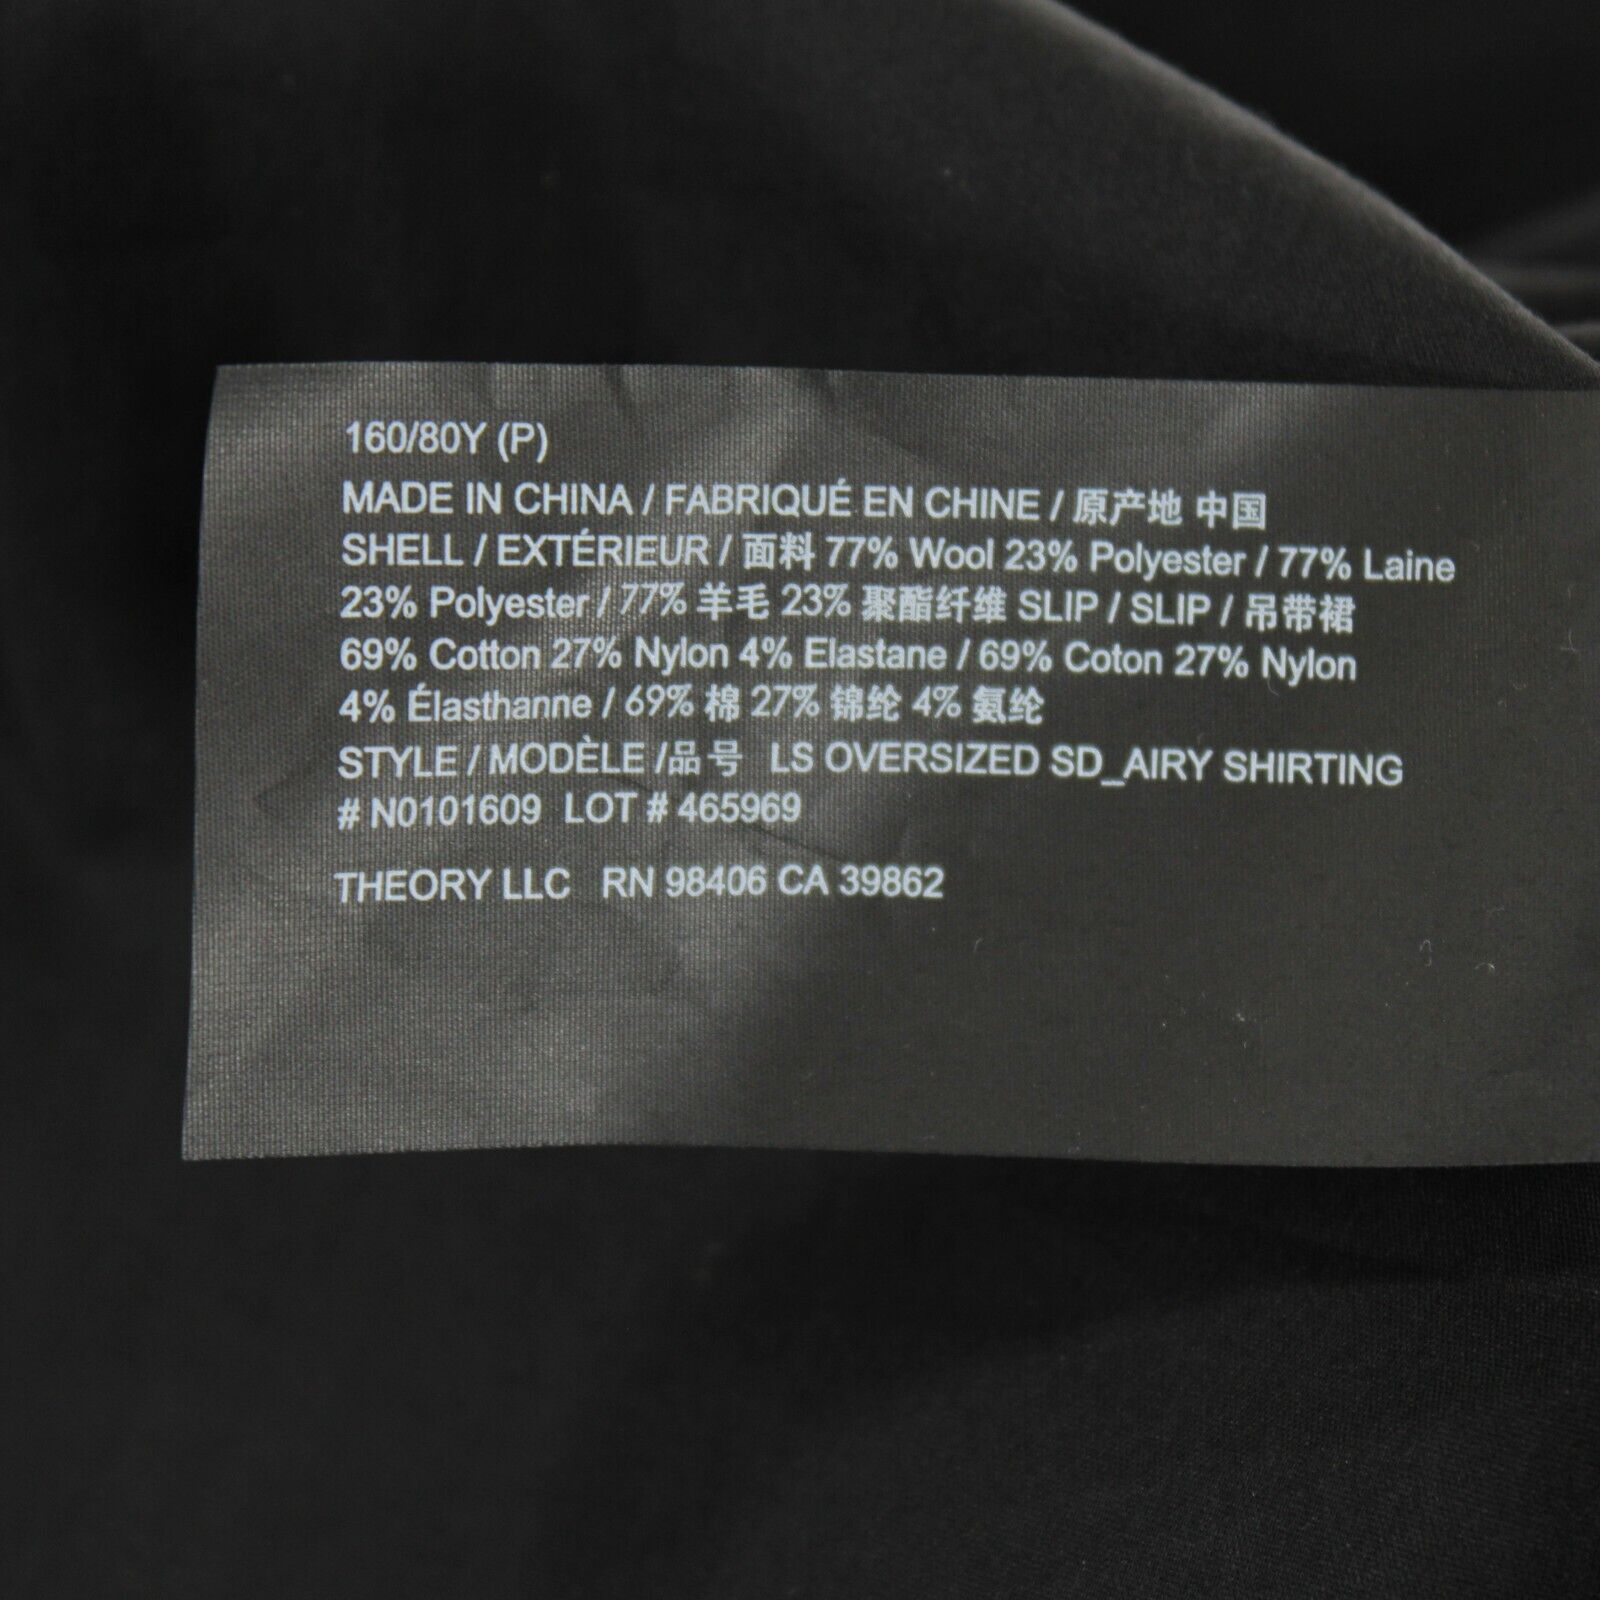 160/80Y (P)
MADE IN CHINA / FABRIQUÉ EN CHINE / 原产地 中国
SHELL / EXTÉRIEUR / 面料 77% Wool 23% Polyester / 77% Laine
23% Polyester / 77% 羊毛 23% 聚酯纤维 SLIP / SLIP / 吊带裙
69% Cotton 27% Nylon 4% Elastane / 69% Coton 27% Nylon
4% Élasthanne / 69% 棉 27% 锦纶 4% 氨纶
STYLE / MODÈLE /品号 LS OVERSIZED SD_AIRY SHIRTING
# N0101609 LOT # 465969
THEORY LLC RN 98406 CA 39862